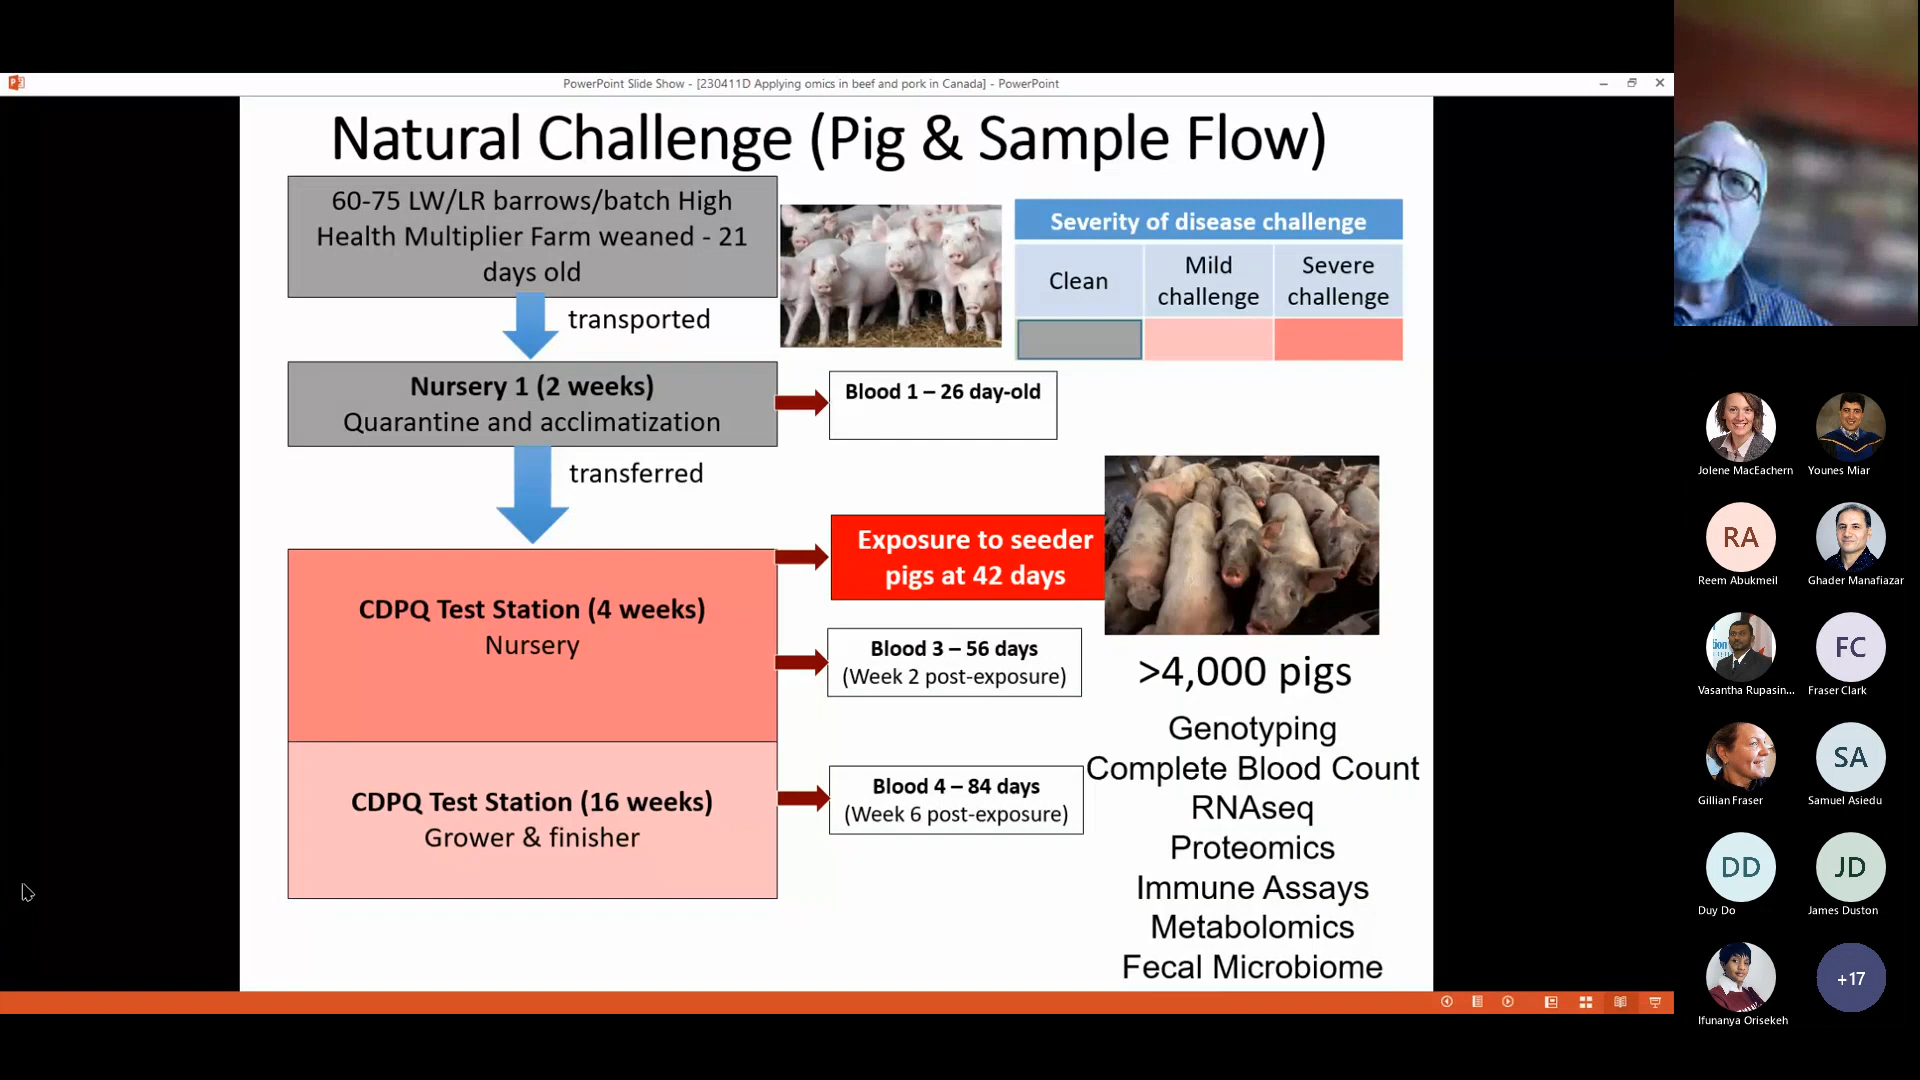 PowerPoint Slide Show - [230411D Applying omics in beef and pork in Canada] - PowerPoint
Natural Challenge (Pig & Sample Flow)
60-75 LW/LR barrows/batch High
Health Multiplier Farm weaned - 21
days old
transported
Nursery 1 (2 weeks)
Quarantine and acclimatization
transferred
CDPQ Test Station (4 weeks)
Nursery
CDPQ Test Station (16 weeks)
Grower & finisher
Severity of disease challenge
Clean
Mild
challenge
Severe
challenge
Blood 1 – 26 day-old
Exposure to seeder
pigs at 42 days
Blood 3 – 56 days
(Week 2 post-exposure)
Blood 4 – 84 days
(Week 6 post-exposure)
>4,000 pigs
Genotyping
Complete Blood Count
RNAseq
Proteomics
Immune Assays
Metabolomics
Fecal Microbiome
Jolene MacEachern
Younes Miar
RA
Reem Abukmeil
Ghader Manafiazar
Vasantha Rupasin...
FC
Fraser Clark
Gillian Fraser
SA
Samuel Asiedu
DD
Duy Do
JD
James Duston
Ifunanya Orisekeh
+17